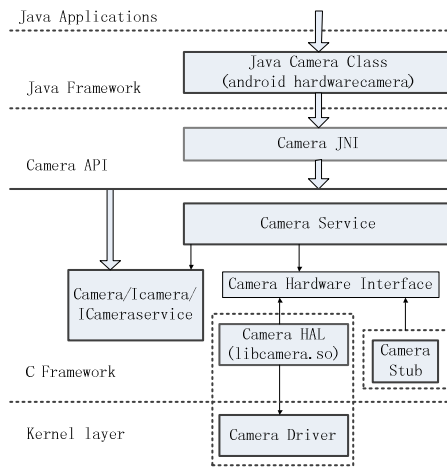 Java Applications
Java Camera Class
(android hardwarecamera)
Java Framework
Camera JNI
Camera API
Camera Service
Camera/Icamera/
ICameraservice
Camera Hardware Interface
Camera HAL
(libcamera.so)
Camera
Stub
C Framework
Kernel layer
Camera Driver